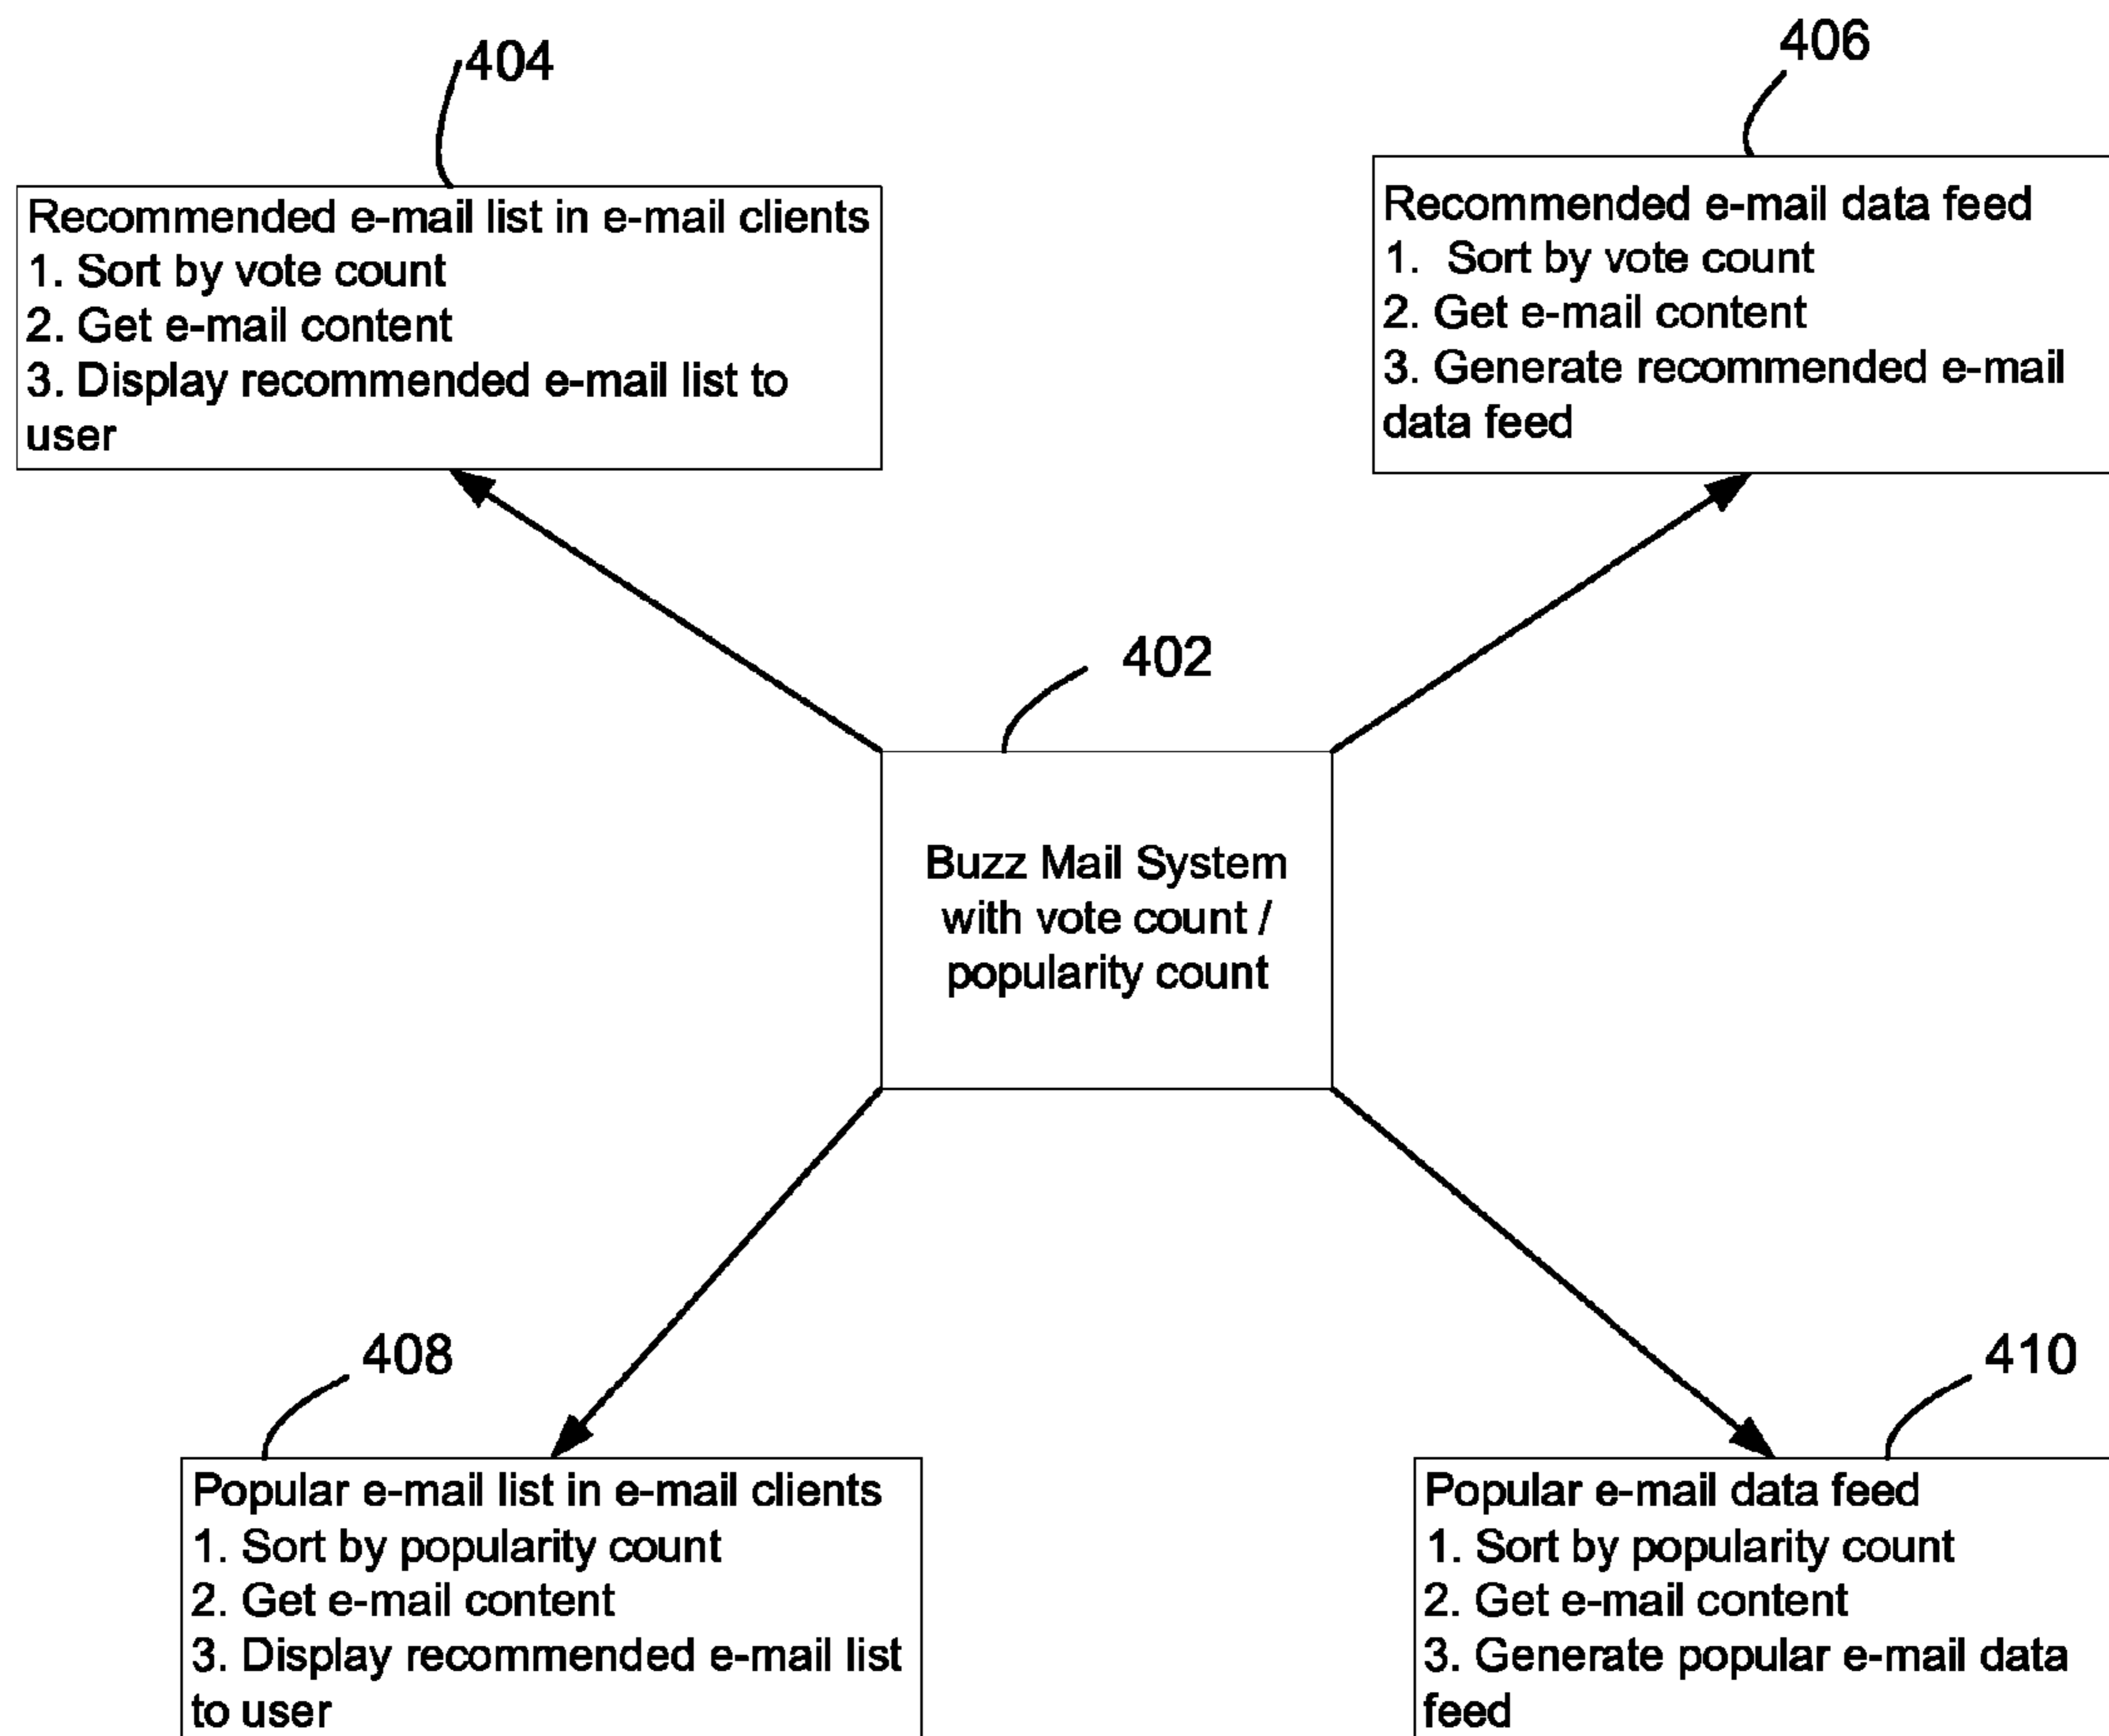 404
Recommended e-mail list in e-mail clients
1. Sort by vote count
2. Get e-mail content
3. Display recommended e-mail list to
user
406
Recommended e-mail data feed
1. Sort by vote count
2. Get e-mail content
3. Generate recommended e-mail
data feed
402
Buzz Mail System
with vote count /
popularity count
408
Popular e-mail list in e-mail clients
1. Sort by popularity count
2. Get e-mail content
3. Display recommended e-mail list
to user
410
Popular e-mail data feed
1. Sort by popularity count
2. Get e-mail content
3. Generate popular e-mail data
feed